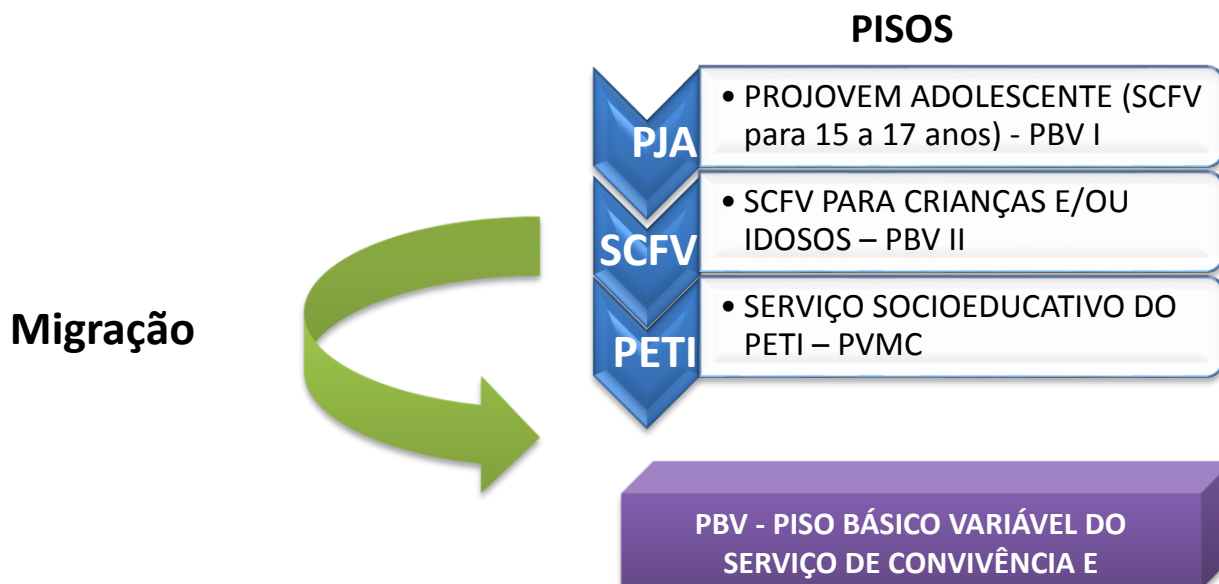 PISOS
PJA
• PROJOVEM ADOLESCENTE (SCFV
para 15 a 17 anos) - PBV I
SCFV
• SCFV PARA CRIANÇAS E/OU
IDOSOS – PBV II
PETI
• SERVIÇO SOCIOEDUCATIVO DO
PETI – PVMC
Migração
PBV - PISO BÁSICO VARIÁVEL DO
SERVIÇO DE CONVIVÊNCIA E